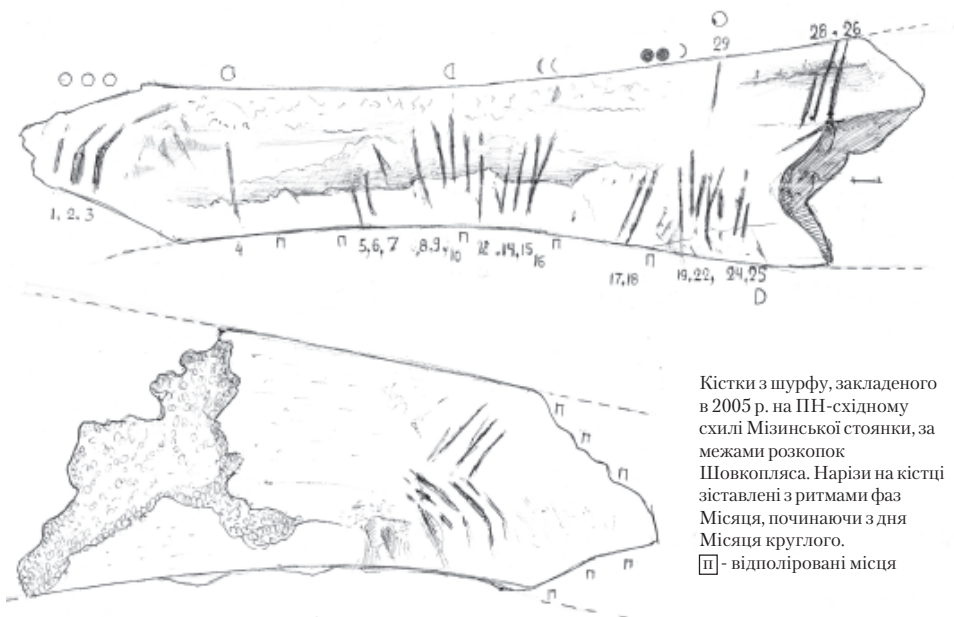 29
28 . 26
1, 2, 3
4
п
п
5,6,7
8,9,
10
п
12
14,15
16
п
17,18
п
19,22,
24,25
п
п
п
п
п
п
Кістки з шурфу, закладеного
в 2005 р. на ПН-східному
схилі Мізинської стоянки, за
межами розкопок
Шовкопляса. Нарізи на кістці
зіставлені з ритмами фаз
Місяця, починаючи з дня
Місяця круглого.
п - відполіровані місця